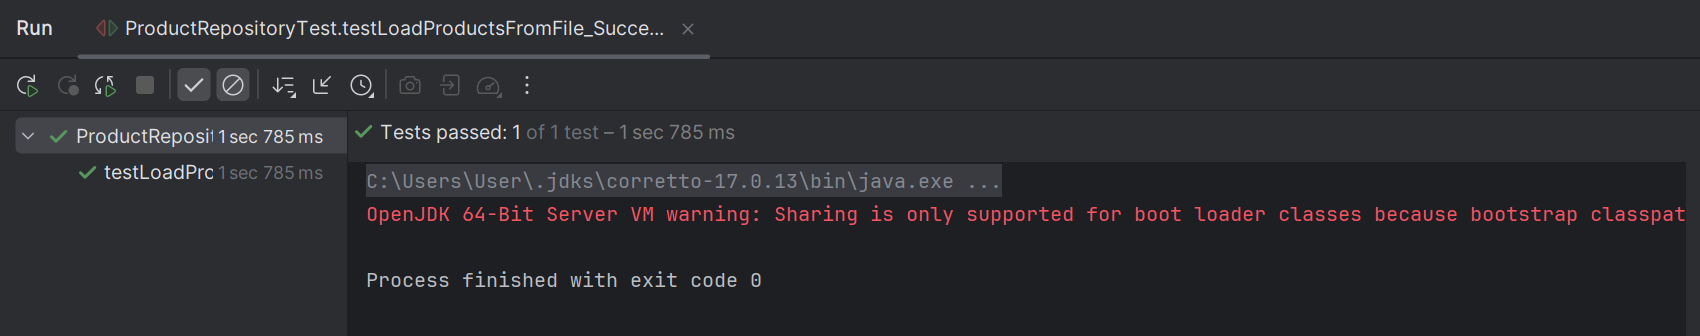 Run ProductRepositoryTest.testLoadProductsFromFile_Succe...
ProductReposit 1 sec 785 ms
testLoadPro 1 sec 785 ms
Tests passed: 1 of 1 test – 1 sec 785 ms
C:\Users\User\.jdks\corretto-17.0.13\bin\java.exe ...
OpenJDK 64-Bit Server VM warning: Sharing is only supported for boot loader classes because bootstrap classpat
Process finished with exit code 0